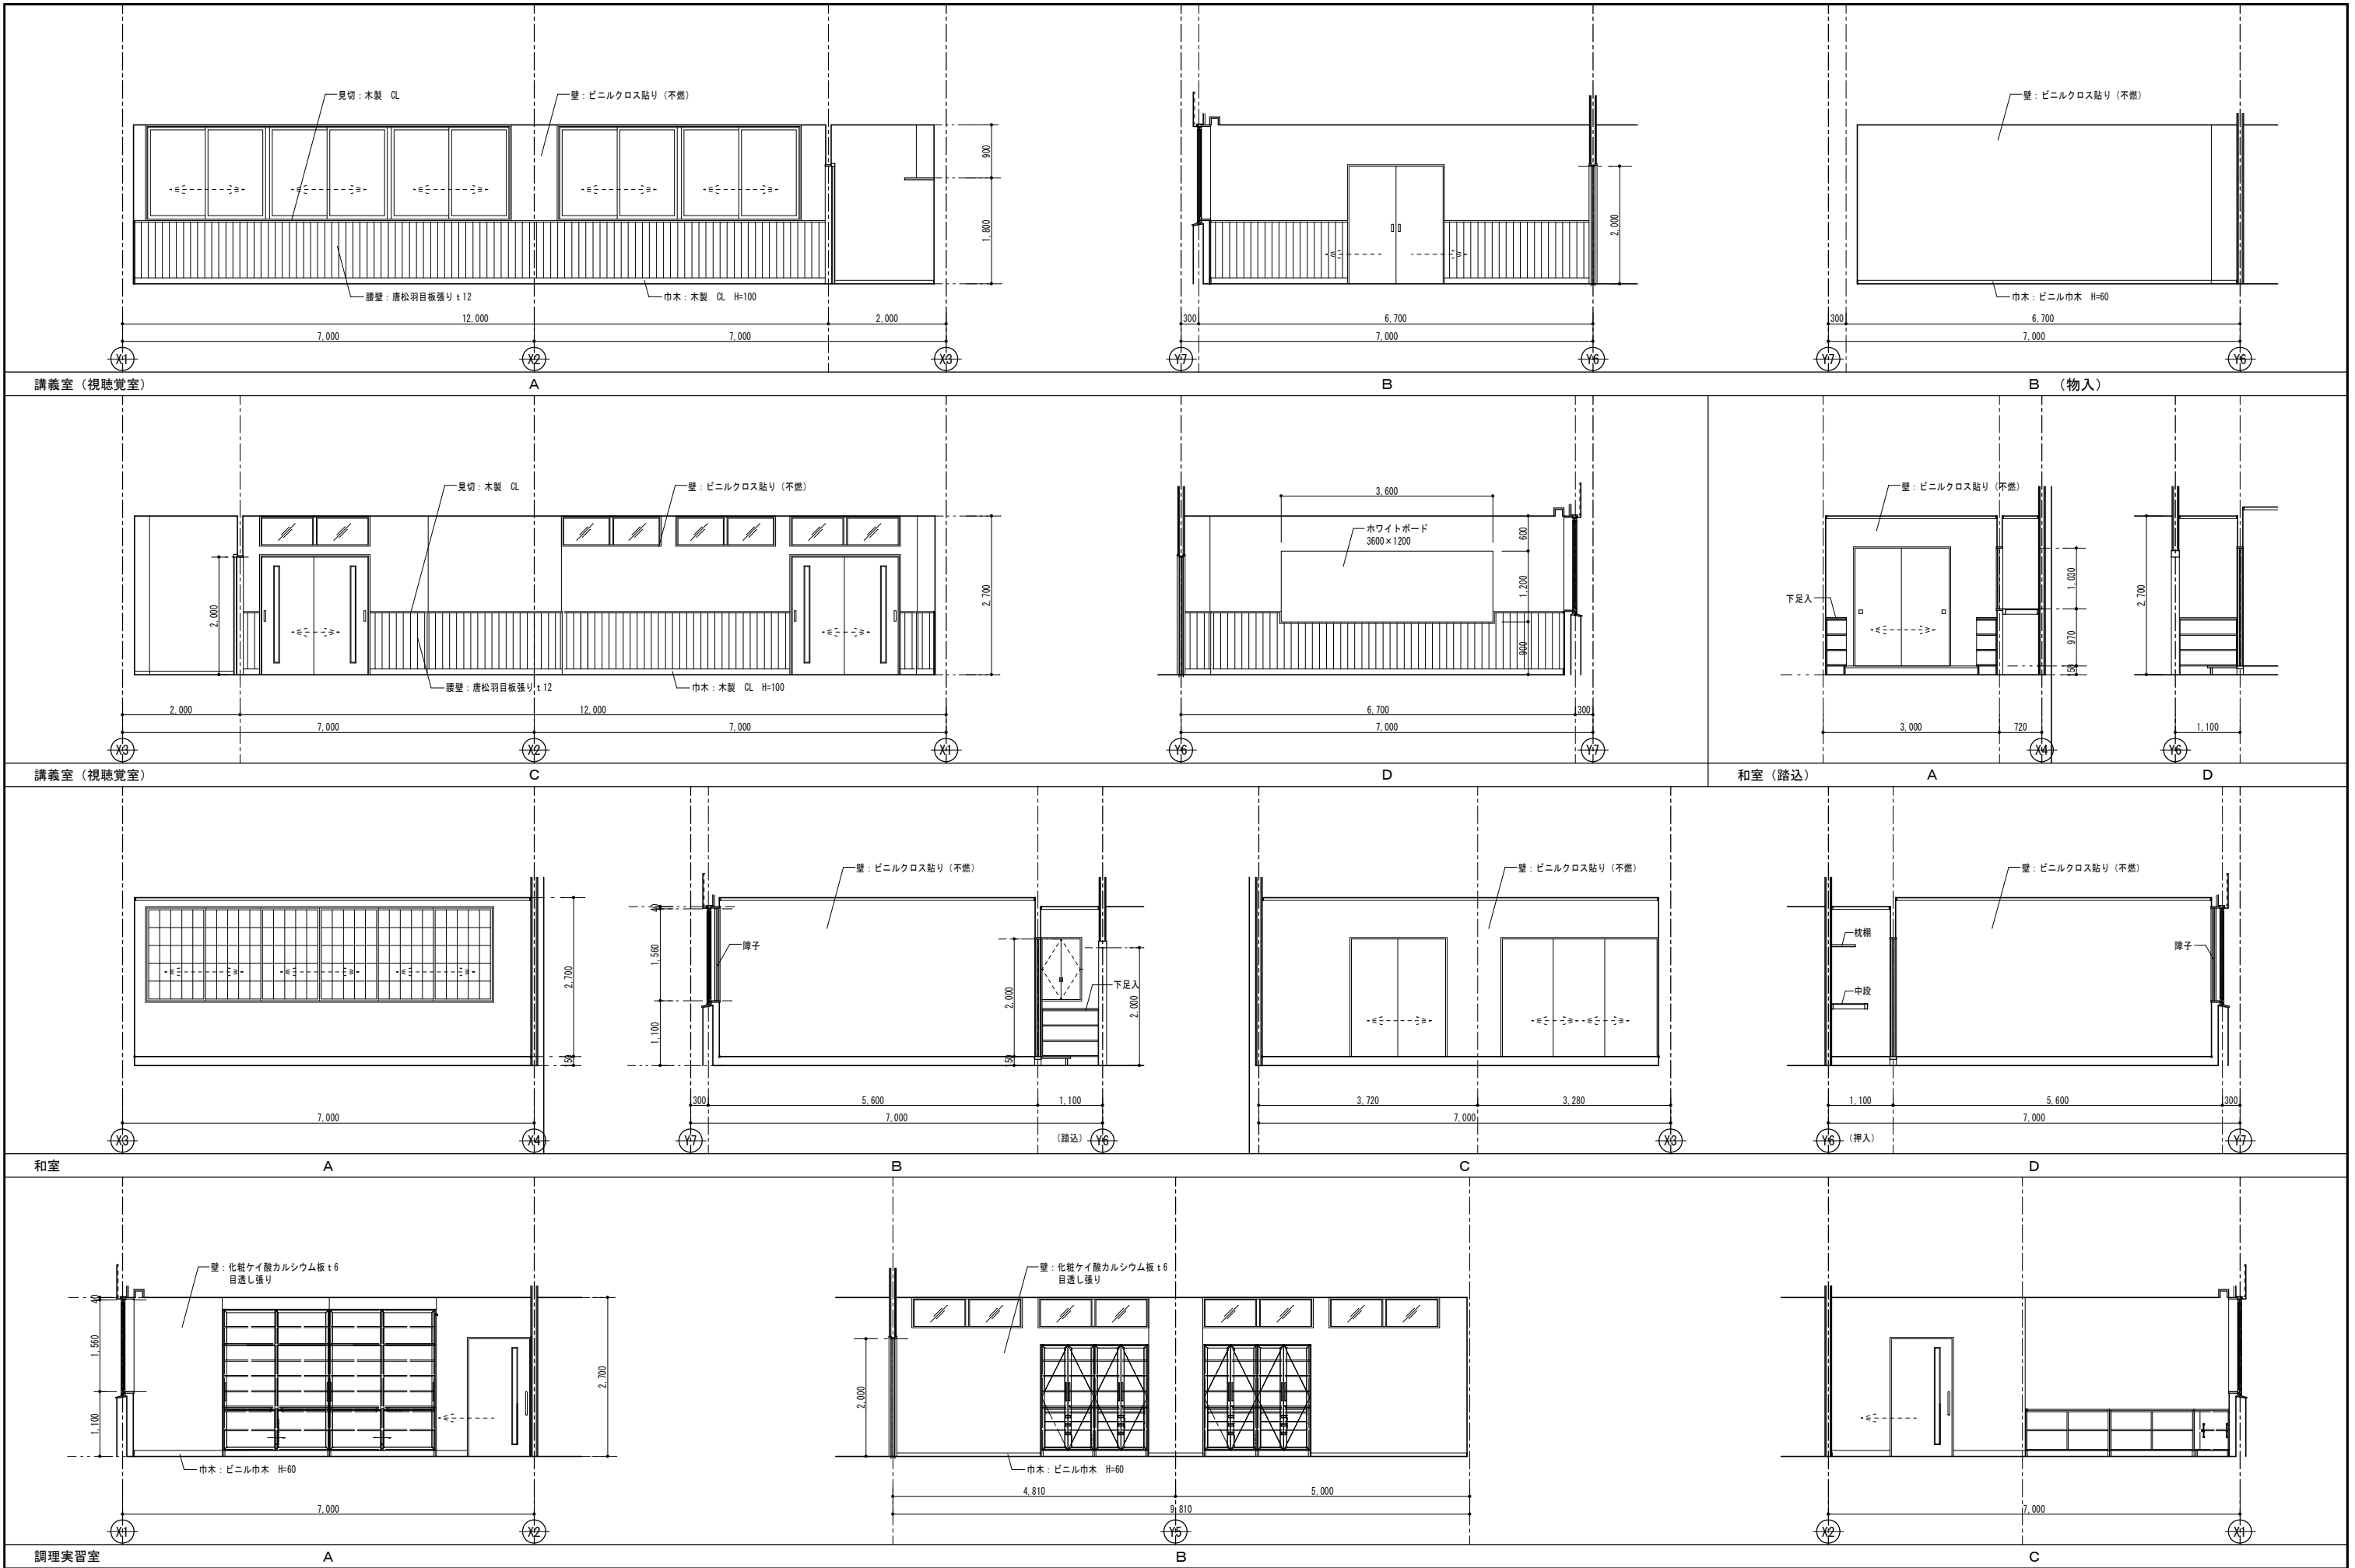 見切：木製　CL
壁：ビニルクロス貼り（不燃）
900
1,800
腰壁：唐松羽目板張りｔ12
巾木：木製　CL　H=100
12,000
2,000
7,000
7,000
X1
X2
X3
2,000
300
6,700
7,000
Y7
Y6
壁：ビニルクロス貼り（不燃）
巾木：ビニル巾木　H=60
300
6,700
7,000
Y7
Y6
講義室（視聴覚室）
A
B
B　（物入）
見切：木製　CL
壁：ビニルクロス貼り（不燃）
2,000
2,700
腰壁：唐松羽目板張りｔ12
巾木：木製　CL　H=100
2,000
12,000
7,000
7,000
X3
X2
X1
3,600
ホワイトボード
3600×1200
600
1,200
900
6,700
300
7,000
Y6
Y7
壁：ビニルクロス貼り（不燃）
下足入
1,030
970
150
3,000
720
X4
2,700
1,100
Y6
講義室（視聴覚室）
C
D
和室（踏込）
A
D
2,700
150
7,000
X3
X4
壁：ビニルクロス貼り（不燃）
障子
40
1,560
1,100
2,000
150
下足入
2,000
300
5,600
1,100
7,000
（踏込）
Y7
Y6
壁：ビニルクロス貼り（不燃）
3,720
3,280
7,000
X3
壁：ビニルクロス貼り（不燃）
枕棚
中段
障子
1,100
5,600
300
7,000
Y6
（押入）
Y7
和室
A
B
C
D
壁：化粧ケイ酸カルシウム板ｔ6
目透し張り
40
1,560
1,100
2,700
巾木：ビニル巾木　H=60
7,000
X1
X2
壁：化粧ケイ酸カルシウム板ｔ6
目透し張り
2,000
巾木：ビニル巾木　H=60
4,810
5,000
9,810
Y5
7,000
X2
X1
調理実習室
A
B
C